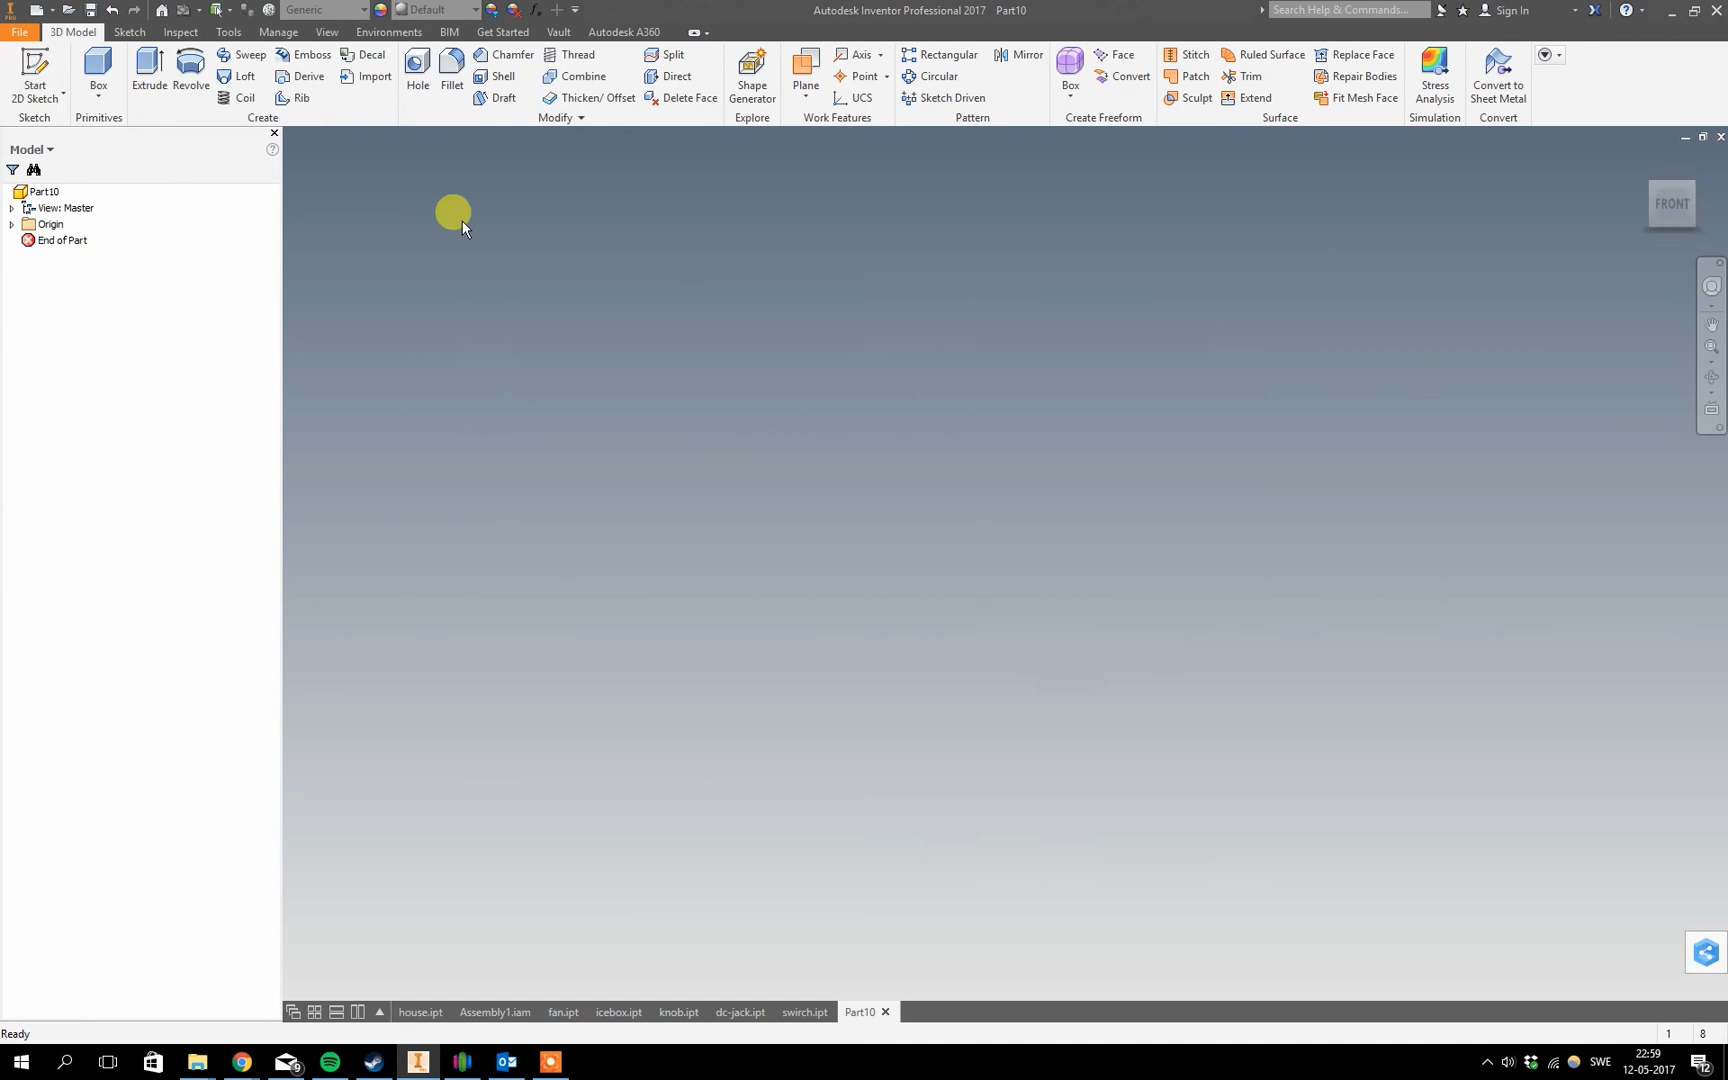 Generic Default Autodesk Inventor Professional 2017 Part10 Search Help & Commands... Sign In
File 3D Model Sketch Inspect Tools View Manage Environments Get Started Vault Autodesk A360
Start 2D Sketch
Box
Extrude
Revolve
Sweep Emboss Decal
Loft Derive Import
Coil Rib
Hole
Fillet
Chamfer Thread Split
Shell Combine Direct
Draft Thicken/ Offset Delete Face
Shape Generator
Plane
Axis
Point
UCS
Rectangular Mirror
Circular
Sketch Driven
Box
Face
Convert
Stitch Ruled Surface Replace Face
Patch Trim Repair Bodies
Sculpt Extend Fit Mesh Face
Stress Analysis
Convert to Sheet Metal
Sketch Primitives Create Modify Explore Work Features Pattern Create Freeform Surface Simulation Convert
Model
Part10
View: Master
Origin
End of Part
FRONT
house.ipt Assembly1.iam fan.ipt icebox.ipt knob.ipt dc-jack.ipt swirch.ipt Part10
Ready 1 8
9
SWE
22:59
12-05-2017
12